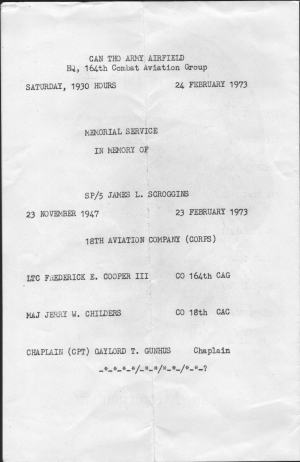 CAN THO ARMY AIRFIELD
Hq, 164th Combat Aviation Group
SATURDAY, 1930 HOURS 24 FEBRUARY 1973
MEMORIAL SERVICE
IN MEMORY OF
SP/5 JAMES L. SCROGGINS
23 NOVEMBER 1947 23 FEBRUARY 1973
18TH AVIATION COMPANY (CORPS)
LTC FREDERICK E. COOPER III CO 164th CAG
MAJ JERRY W. CHILDERS CO 18th CAC
CHAPLAIN (CPT) GAYLORD T. GUNHUS Chaplain
-*-*-*-*/-*-*/*-*-/*-*-?